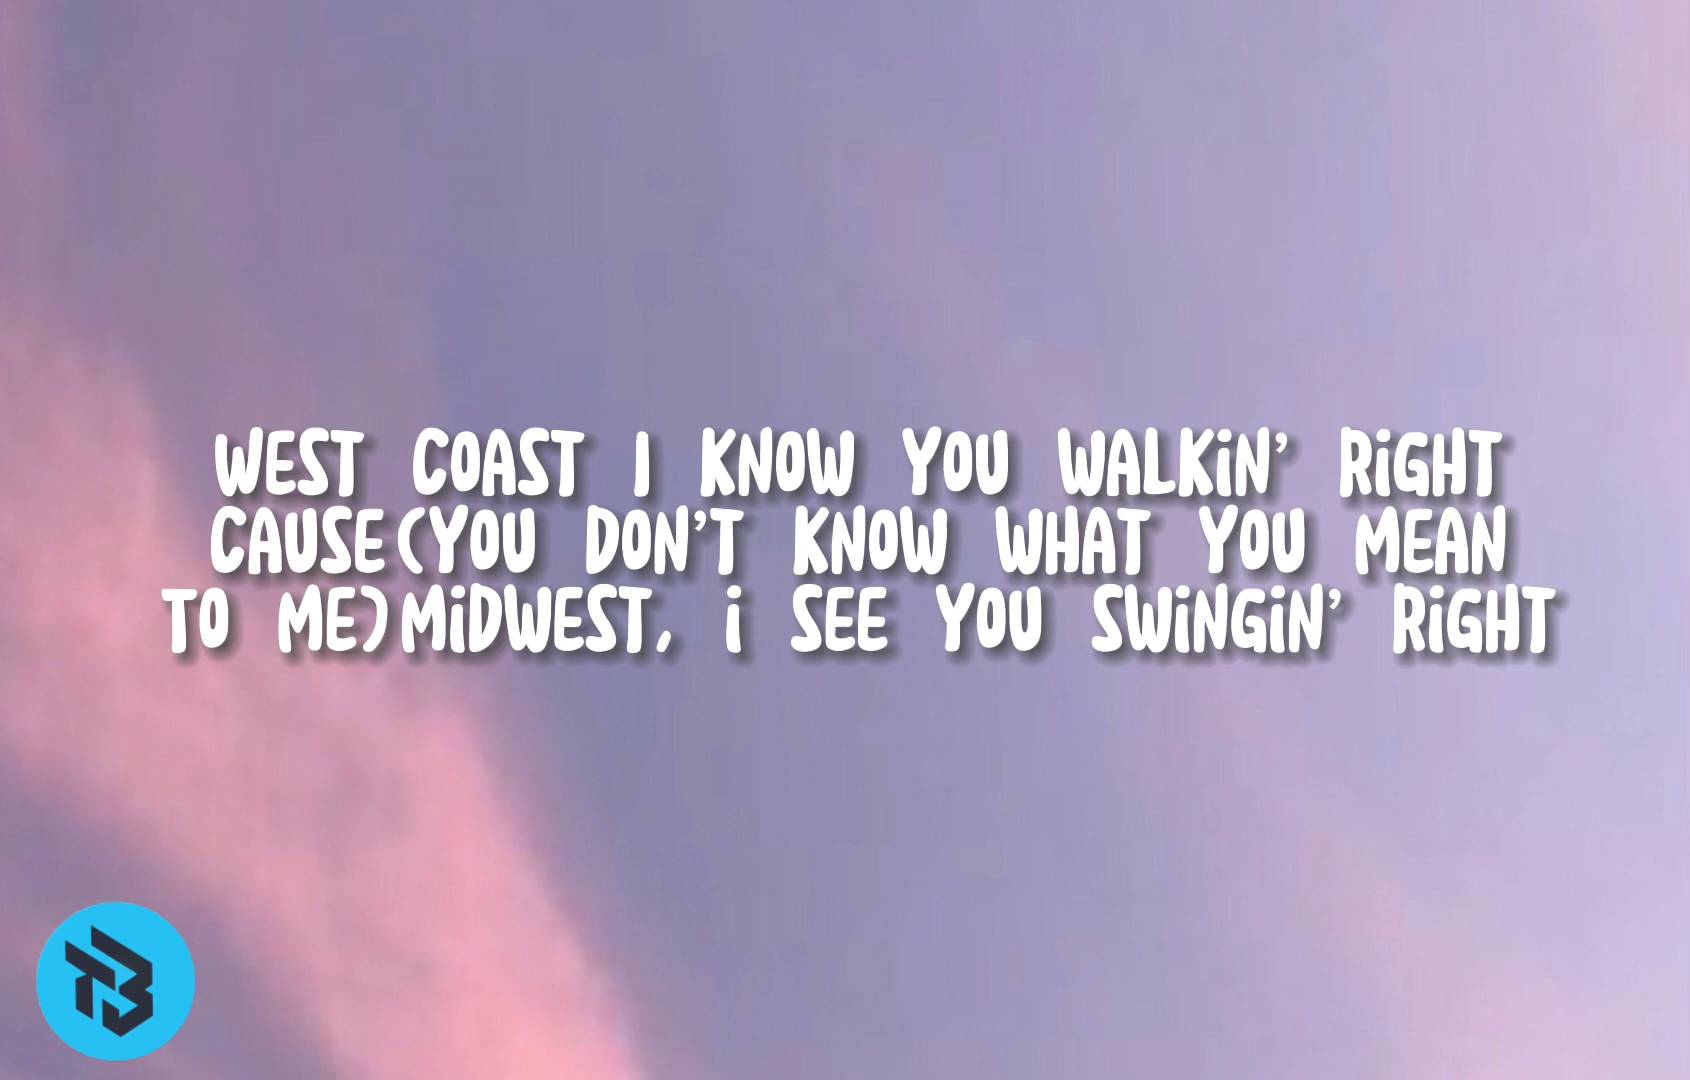 WEST COAST I KNOW YOU WALKiN' RiGHT
CAUSE(YOU DON'T KNOW WHAT YOU MEAN
TO ME)MiDWEST, i SEE YOU SWiNGiN' RiGHT
TB